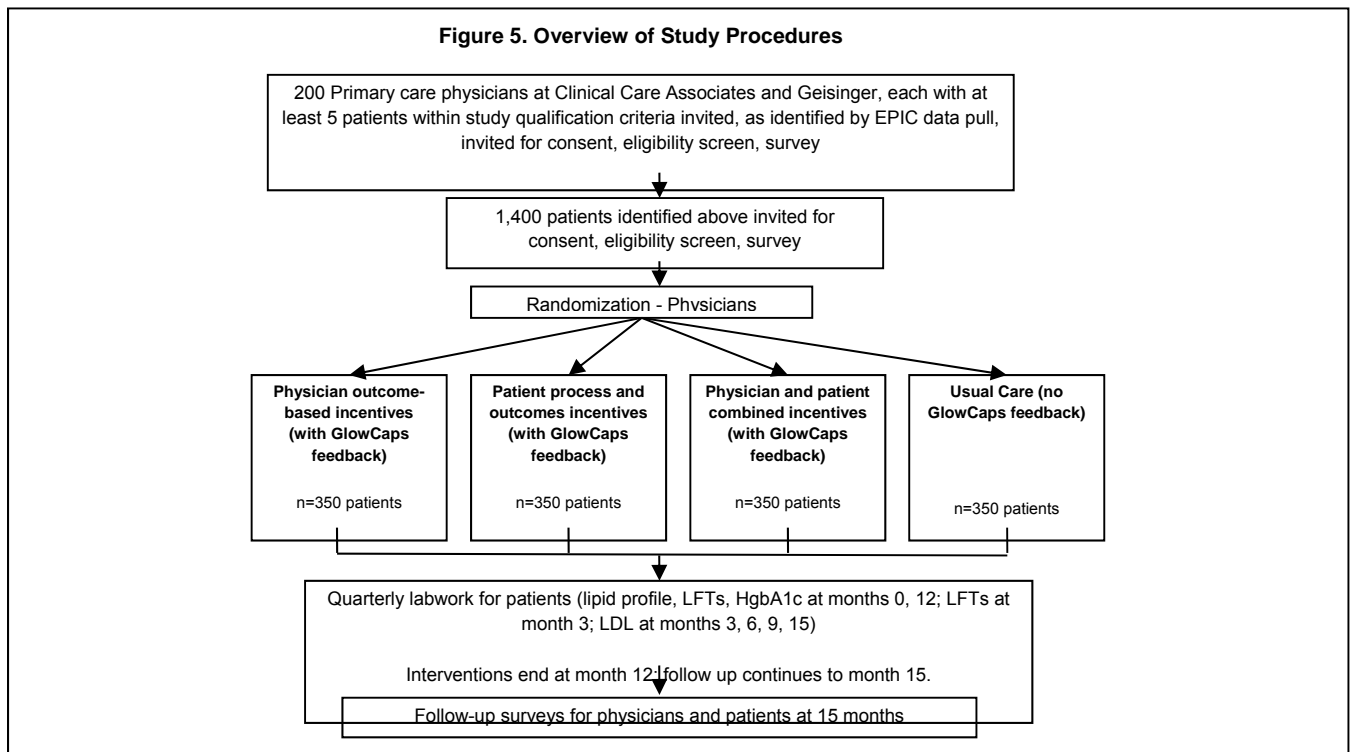 Figure 5. Overview of Study Procedures
200 Primary care physicians at Clinical Care Associates and Geisinger, each with at
least 5 patients within study qualification criteria invited, as identified by EPIC data pull,
invited for consent, eligibility screen, survey
1,400 patients identified above invited for
consent, eligibility screen, survey
Randomization - Physicians
Physician outcome-
based incentives
(with GlowCaps
feedback)
n=350 patients
Patient process and
outcomes incentives
(with GlowCaps
feedback)
n=350 patients
Physician and patient
combined incentives
(with GlowCaps
feedback)
n=350 patients
Usual Care (no
GlowCaps feedback)
n=350 patients
Quarterly labwork for patients (lipid profile, LFTs, HgbA1c at months 0, 12; LFTs at
month 3; LDL at months 3, 6, 9, 15)
Interventions end at month 12; follow up continues to month 15.
Follow-up surveys for physicians and patients at 15 months